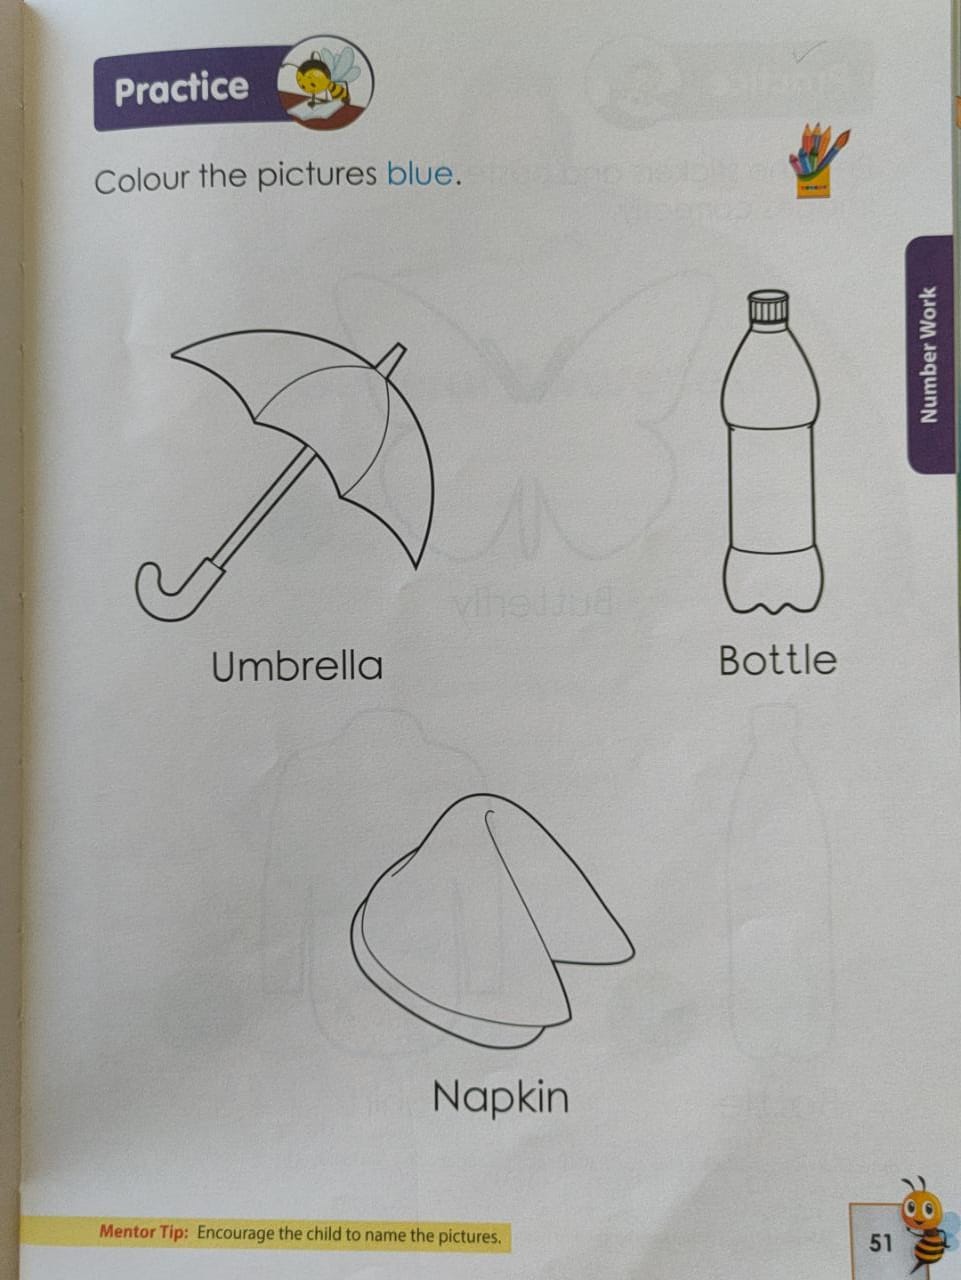 Practice
Colour the pictures blue.
Number Work
Umbrella
Bottle
Napkin
Mentor Tip: Encourage the child to name the pictures.
51